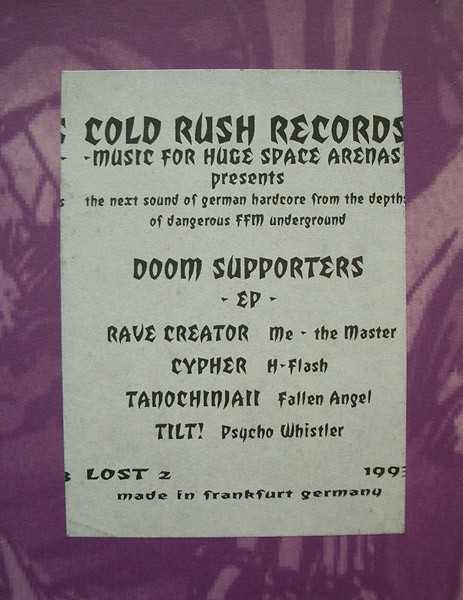 COLD RUSH RECORDS
-MUSIC FOR HUGE SPACE ARENAS
presents
the next sound of german hardcore from the depths
of dangerous FFM underground
DOOM SUPPORTERS
- EP -
RAVE CREATOR Me - the Master
CYPHER H-Flash
TANOCHINJAII Fallen Angel
TILT! Psycho Whistler
LOST 2 1993
made in frankfurt germany